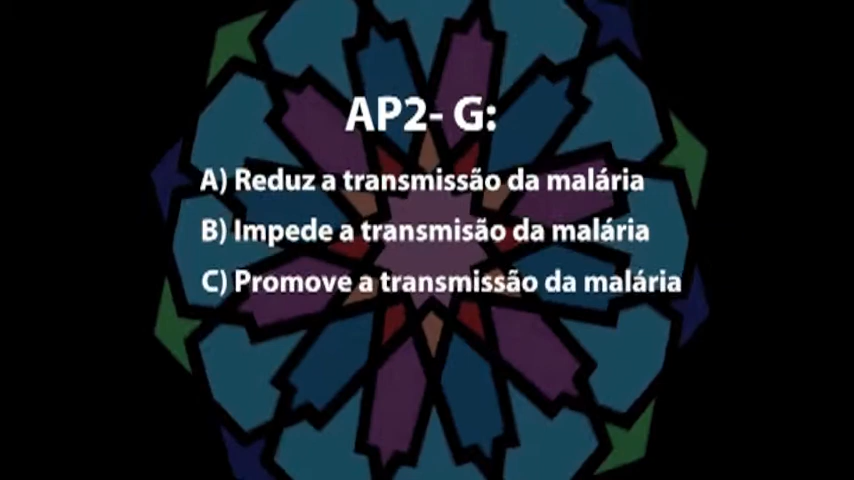 AP2- G:
A) Reduz a transmissão da malária
B) Impede a transmisão da malária
C) Promove a transmissão da malária